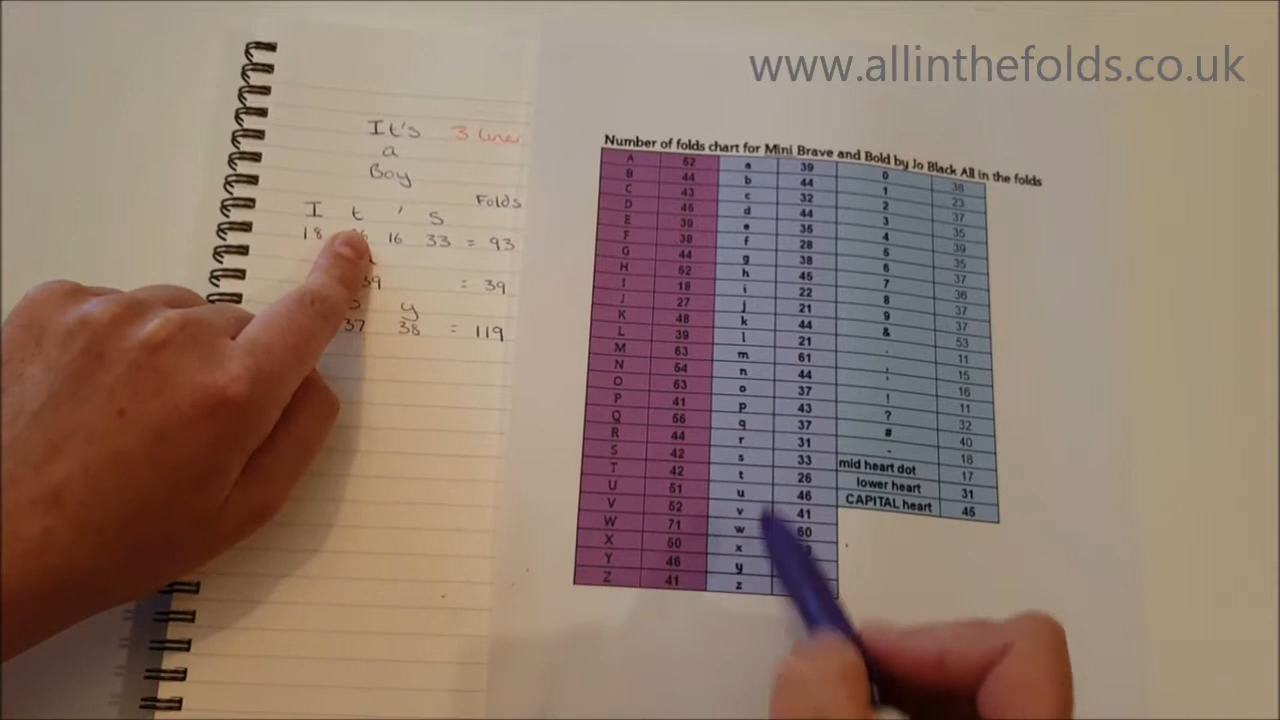 www.allinthefolds.co.uk
It's 3 lines
a
Boy
Folds
I t ' s
18 16 33 = 93
39 = 39
y
37 38 = 119
Number of folds chart for Mini Brave and Bold by Jo Black All in the folds
A 52 a 39 0 38
B 44 b 44 1 23
C 43 c 32 2 37
D 45 d 44 3 35
E 39 e 35 4 39
F 38 f 28 5 35
G 44 g 38 6 37
H 52 h 45 7 36
I 18 i 22 8 37
J 27 j 21 9 37
K 48 k 44 & 53
L 39 l 21 . 11
M 63 m 61 ; 15
N 54 n 44 , 16
O 53 o 37 ! 11
P 41 p 43 ? 32
Q 56 q 37 # 40
R 44 r 31 - 18
S 42 s 33 mid heart dot 17
T 42 t 26 lower heart 31
U 51 u 46 CAPITAL heart 45
V 52 v 41
W 71 w 60
X 50 x
Y 46 y
Z 41 z